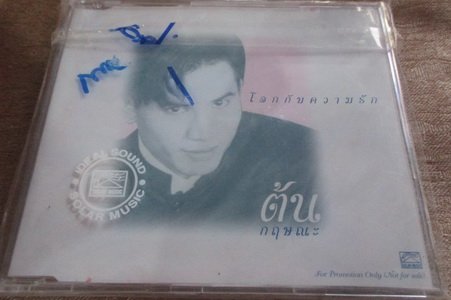 โลกกับความรัก
IDEAL SOUND
POLAR MUSIC
ต้น
กฤษณะ
For Promotion Only (Not for sale)